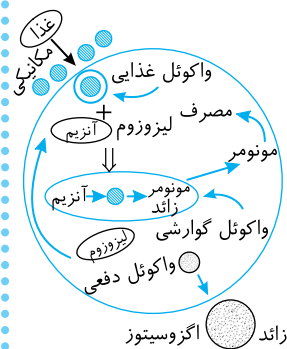 غذا
مکانیکی
واکوئل غذایی
+
آنزیم
لیزوزوم
مصرف
مونومر
آنزیم
مونومر
زائد
واکوئل گوارشی
لیزوزوم
واکوئل دفعی
اگزوسیتوز
زائد